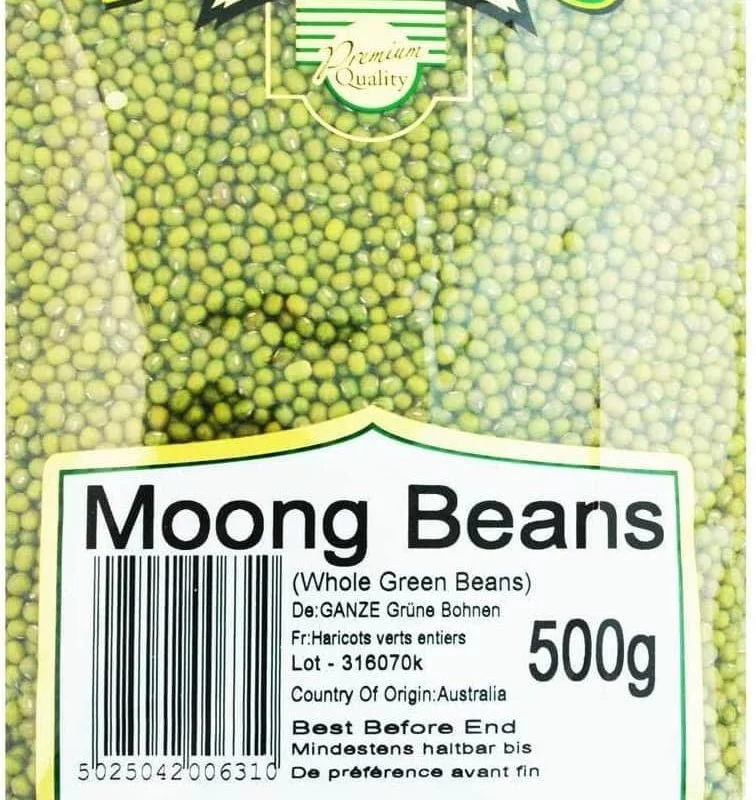 Premium
Quality
Moong Beans
(Whole Green Beans)
De:GANZE Grüne Bohnen
Fr:Haricots verts entiers
Lot - 316070k
500g
Country Of Origin:Australia
Best Before End
Mindestens haltbar bis
De préférence avant fin
5025042006310